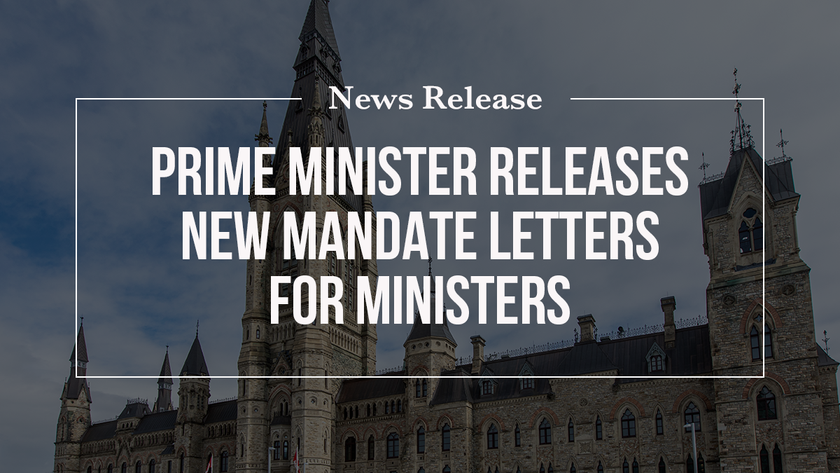 News Release
PRIME MINISTER RELEASES
NEW MANDATE LETTERS
FOR MINISTERS